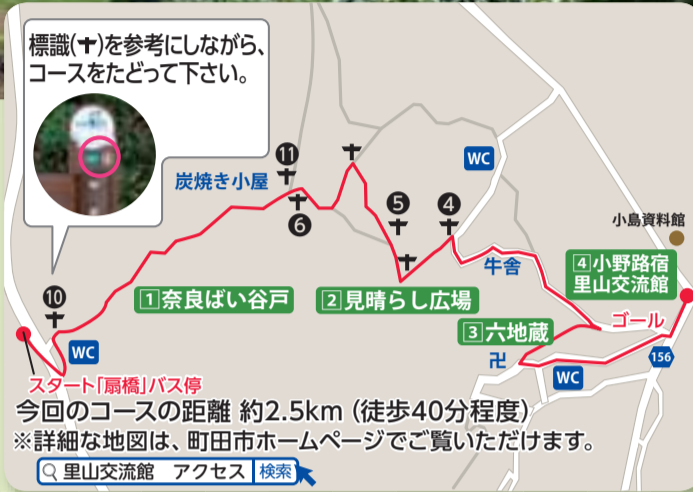 標識(🕇)を参考にしながら、
コースをたどって下さい。
⓫
炭焼き小屋
❻
❺
❹
WC
小島資料館
牛舎
4小野路宿
里山交流館
❿
1奈良ばい谷戸
2見晴らし広場
3六地蔵
ゴール
卍
WC
WC
156
スタート「扇橋」バス停
今回のコースの距離 約2.5km (徒歩40分程度)
※詳細な地図は、町田市ホームページでご覧いただけます。
里山交流館 アクセス 検索